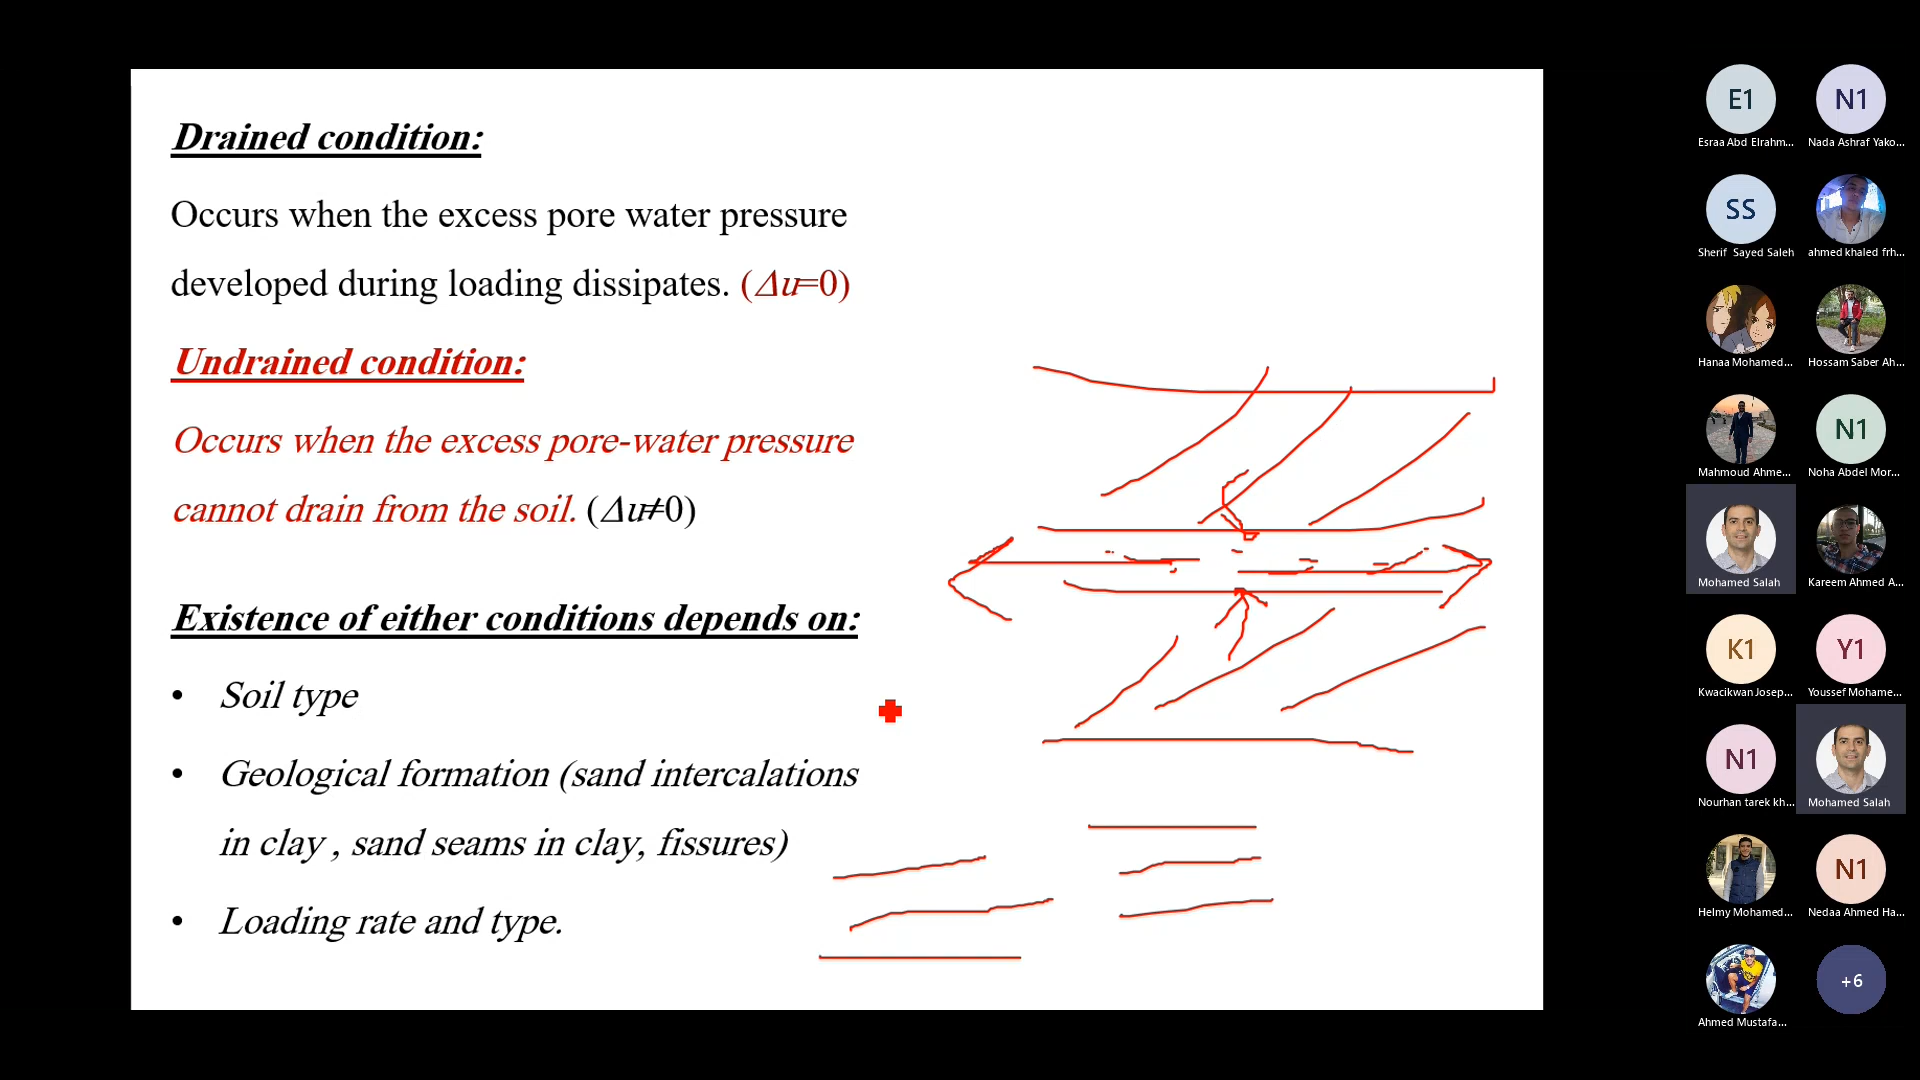 Drained condition:
Occurs when the excess pore water pressure
developed during loading dissipates. (Δu=0)
Undrained condition:
Occurs when the excess pore-water pressure
cannot drain from the soil. (Δu≠0)
Existence of either conditions depends on:
• Soil type
• Geological formation (sand intercalations
in clay , sand seams in clay, fissures)
• Loading rate and type.
E1
N1
Esraa Abd Elrahm...
Nada Ashraf Yako...
SS
Sherif Sayed Saleh
ahmed khaled frh...
Hanaa Mohamed...
Hossam Saber Ah...
N1
Mahmoud Ahme...
Noha Abdel Mor...
Mohamed Salah
Kareem Ahmed A...
K1
Y1
Kwacikwan Josep...
Youssef Mohame...
N1
Nourhan tarek kh...
Mohamed Salah
N1
Helmy Mohamed...
Nedaa Ahmed Ha...
+6
Ahmed Mustafa...